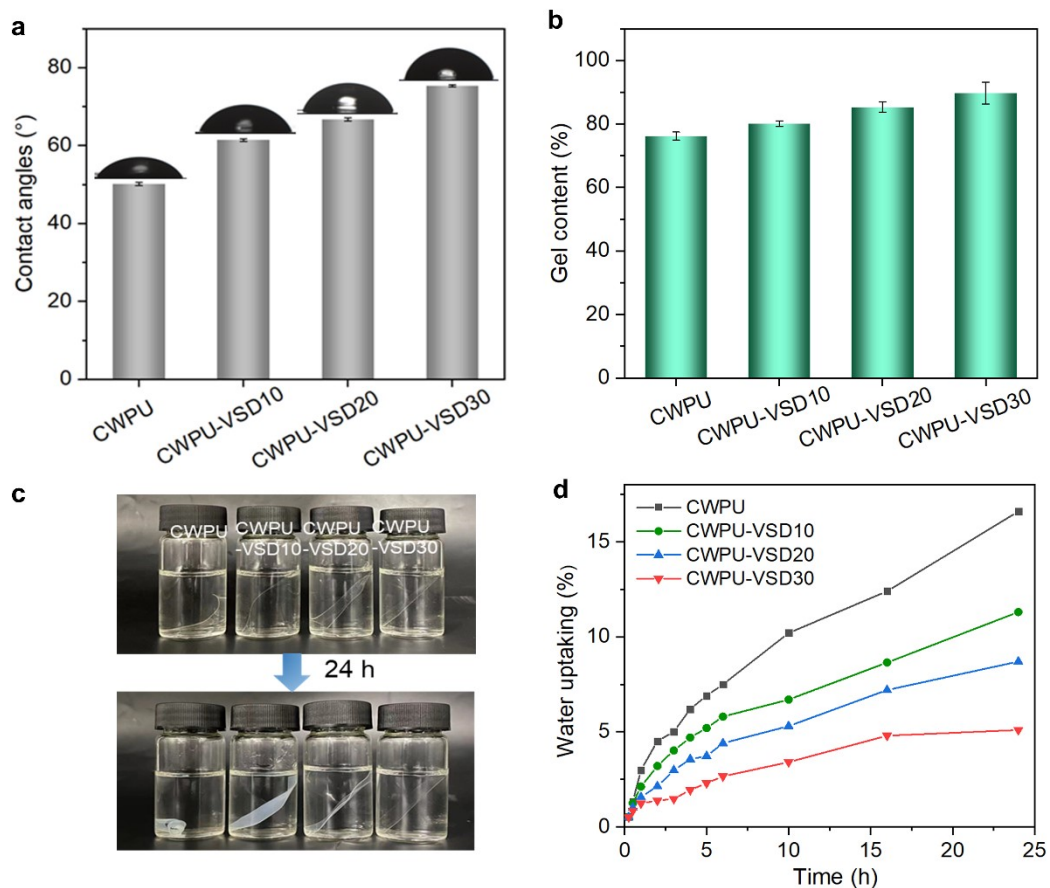 a
Contact angles (°)
80
60
40
20
0
CWPU
CWPU-VSD10
CWPU-VSD20
CWPU-VSD30
b
Gel content (%)
100
80
60
40
20
0
CWPU
CWPU-VSD10
CWPU-VSD20
CWPU-VSD30
c
CWPU
CWPU
-VSD10
CWPU
-VSD20
CWPU
-VSD30
24 h
d
CWPU
CWPU-VSD10
CWPU-VSD20
CWPU-VSD30
Water uptaking (%)
15
10
5
0
0
5
10
15
20
25
Time (h)